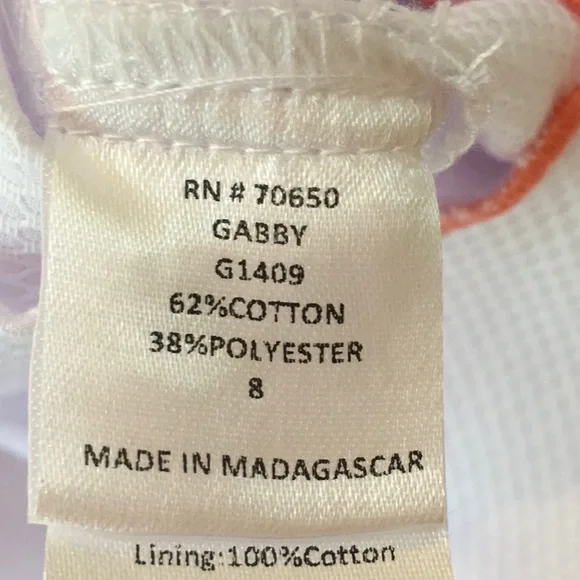 RN # 70650
GABBY
G1409
62%COTTON
38%POLYESTER
8
MADE IN MADAGASCAR
Lining:100%Cotton